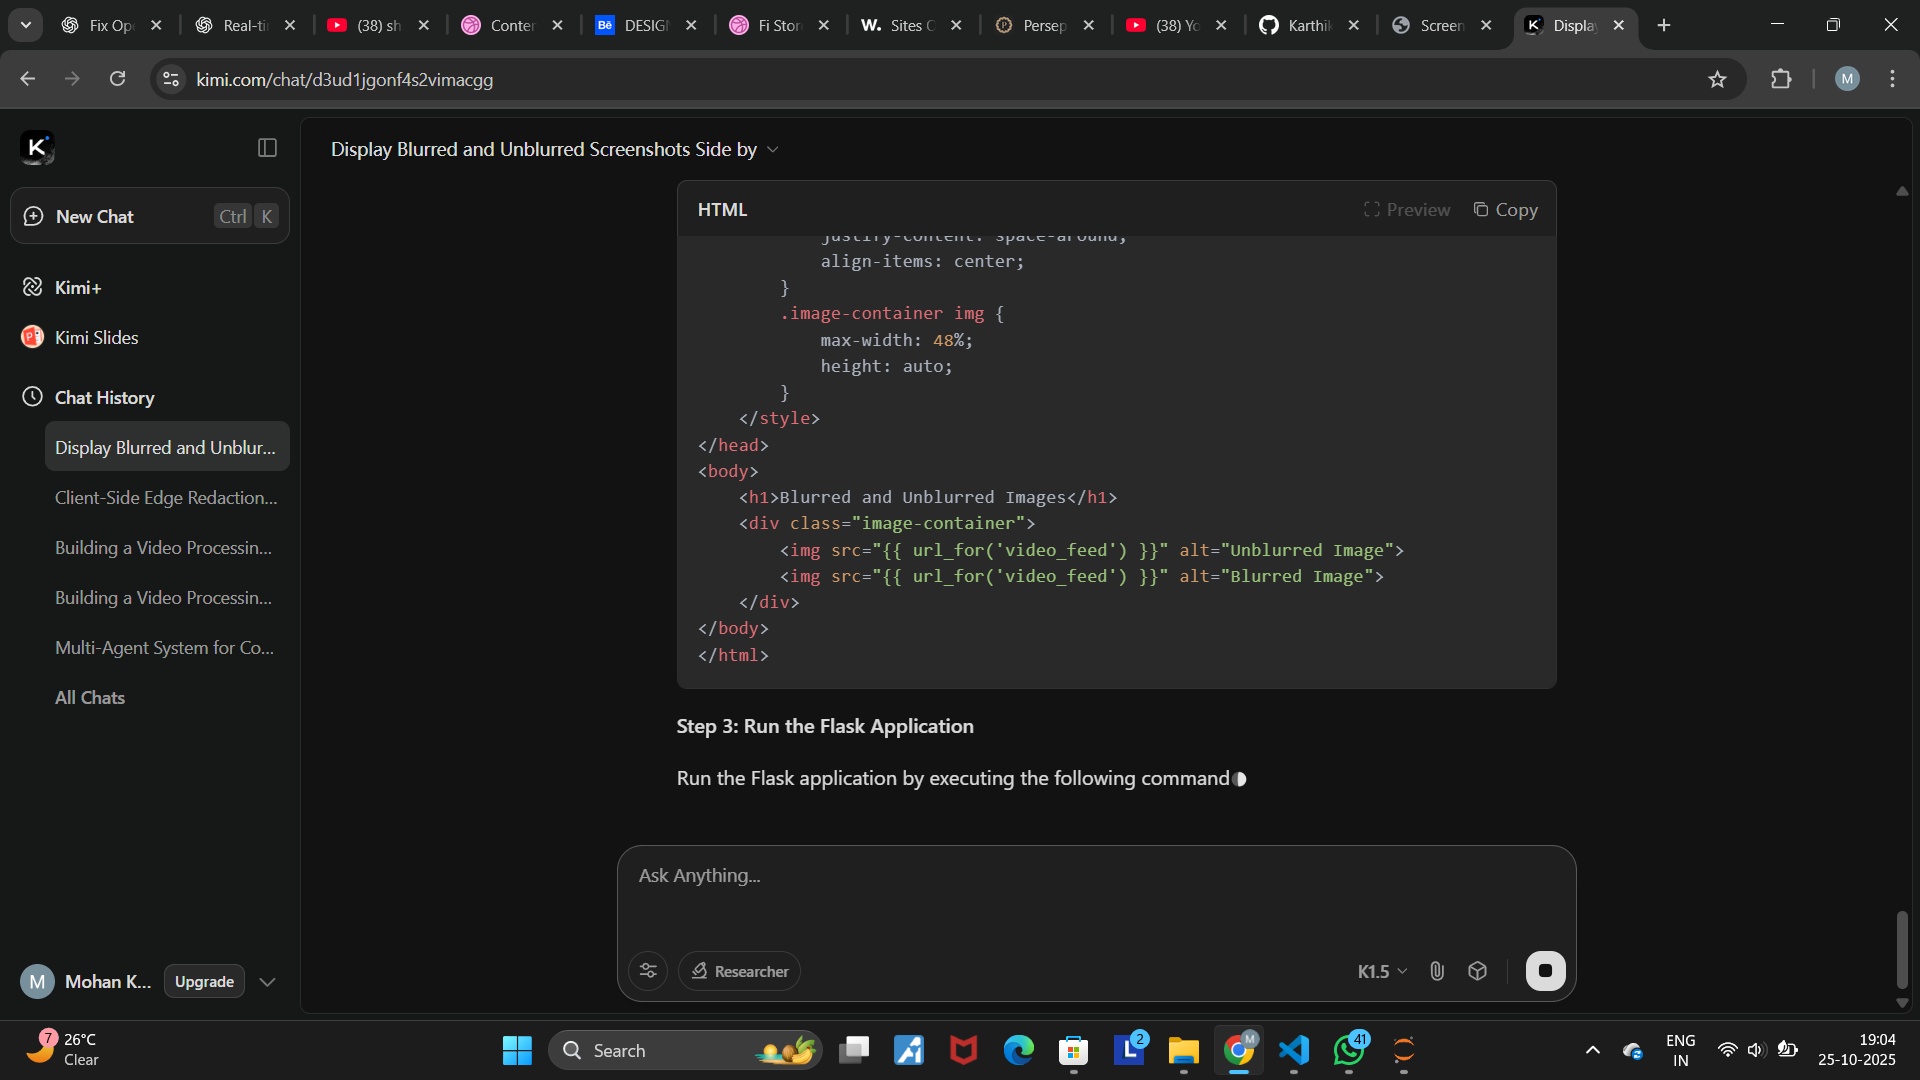 Fix Op
Real-ti
(38) sh
Conter
Bē
DESIG
Fi Stor
W.
Sites C
Persep
(38) Yo
Karthik
Screen
K
Displa
kimi.com/chat/d3ud1jgonf4s2vimacgg
M
K
Display Blurred and Unblurred Screenshots Side by
New Chat
Ctrl
K
Kimi+
Kimi Slides
Chat History
Display Blurred and Unblur...
Client-Side Edge Redaction...
Building a Video Processin...
Building a Video Processin...
Multi-Agent System for Co...
All Chats
M
Mohan K...
Upgrade
HTML
Preview
Copy
justify-content: space-around;
align-items: center;
}
.image-container img {
max-width: 48%;
height: auto;
}
</style>
</head>
<body>
<h1>Blurred and Unblurred Images</h1>
<div class="image-container">
<img src="{{ url_for('video_feed') }}" alt="Unblurred Image">
<img src="{{ url_for('video_feed') }}" alt="Blurred Image">
</div>
</body>
</html>
Step 3: Run the Flask Application
Run the Flask application by executing the following command
Ask Anything...
Researcher
K1.5
7
26°C
Clear
Search
L
2
M
41
ENG
IN
19:04
25-10-2025